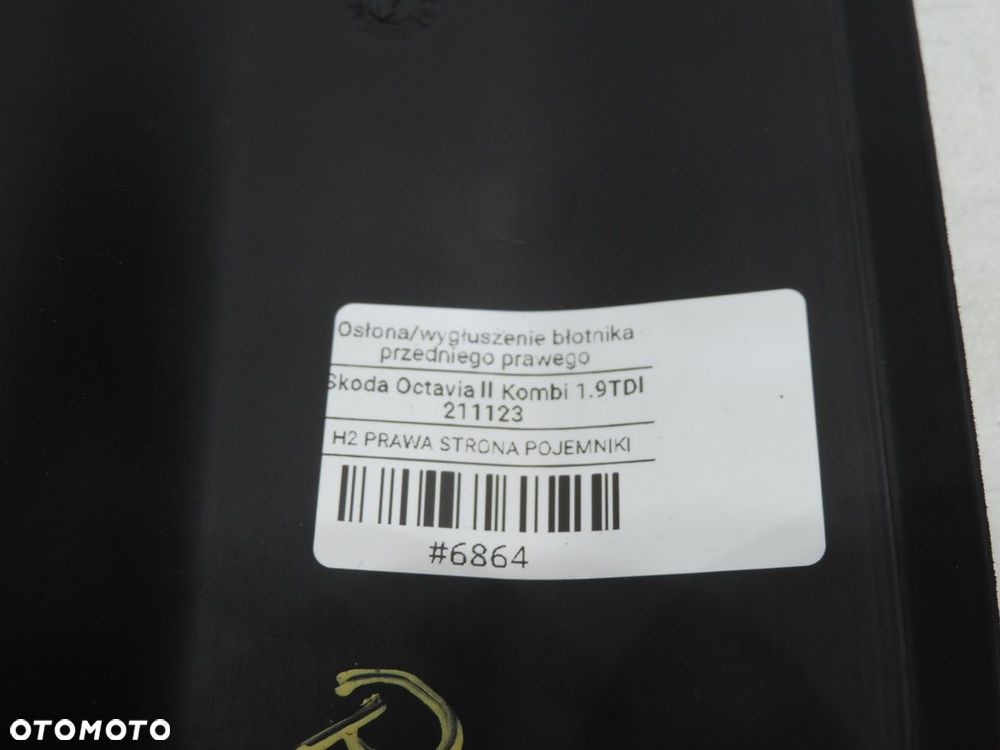 Osłona/wygłuszenie błotnika
przedniego prawego
Skoda Octavia II Kombi 1.9TDI
211123
H2 PRAWA STRONA POJEMNIKI
#6864
R
OTOMOTO